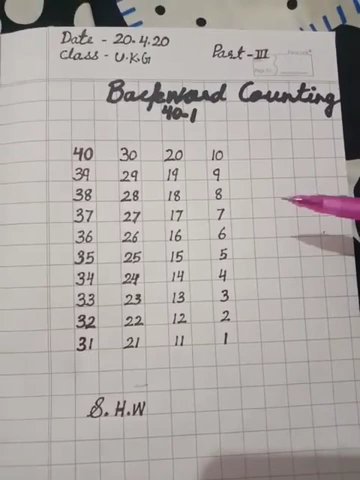 Date - 20.4.20
Class - U.K.G
Part - III
Backward Counting
40-1
40 30 20 10
39 29 19 9
38 28 18 8
37 27 17 7
36 26 16 6
35 25 15 5
34 24 14 4
33 23 13 3
32 22 12 2
31 21 11 1
S. H.W